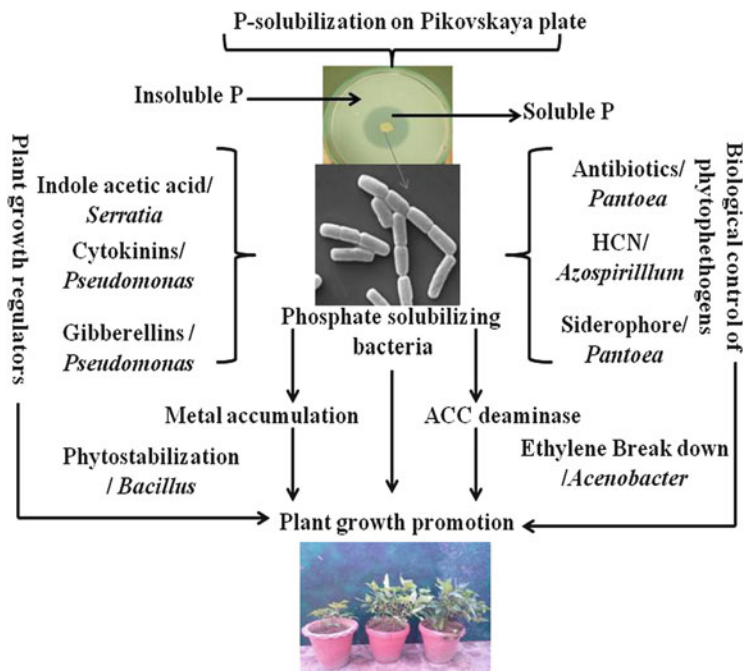 P-solubilization on Pikovskaya plate
Insoluble P
Soluble P
Plant growth regulators
Indole acetic acid/
Serratia
Cytokinins/
Pseudomonas
Gibberellins /
Pseudomonas
Antibiotics/
Pantoea
HCN/
Azospirilllum
Siderophore/
Pantoea
Biological control of
phytophethogens
Phosphate solubilizing
bacteria
Metal accumulation
ACC deaminase
Phytostabilization
/ Bacillus
Ethylene Break down
/Acenobacter
Plant growth promotion